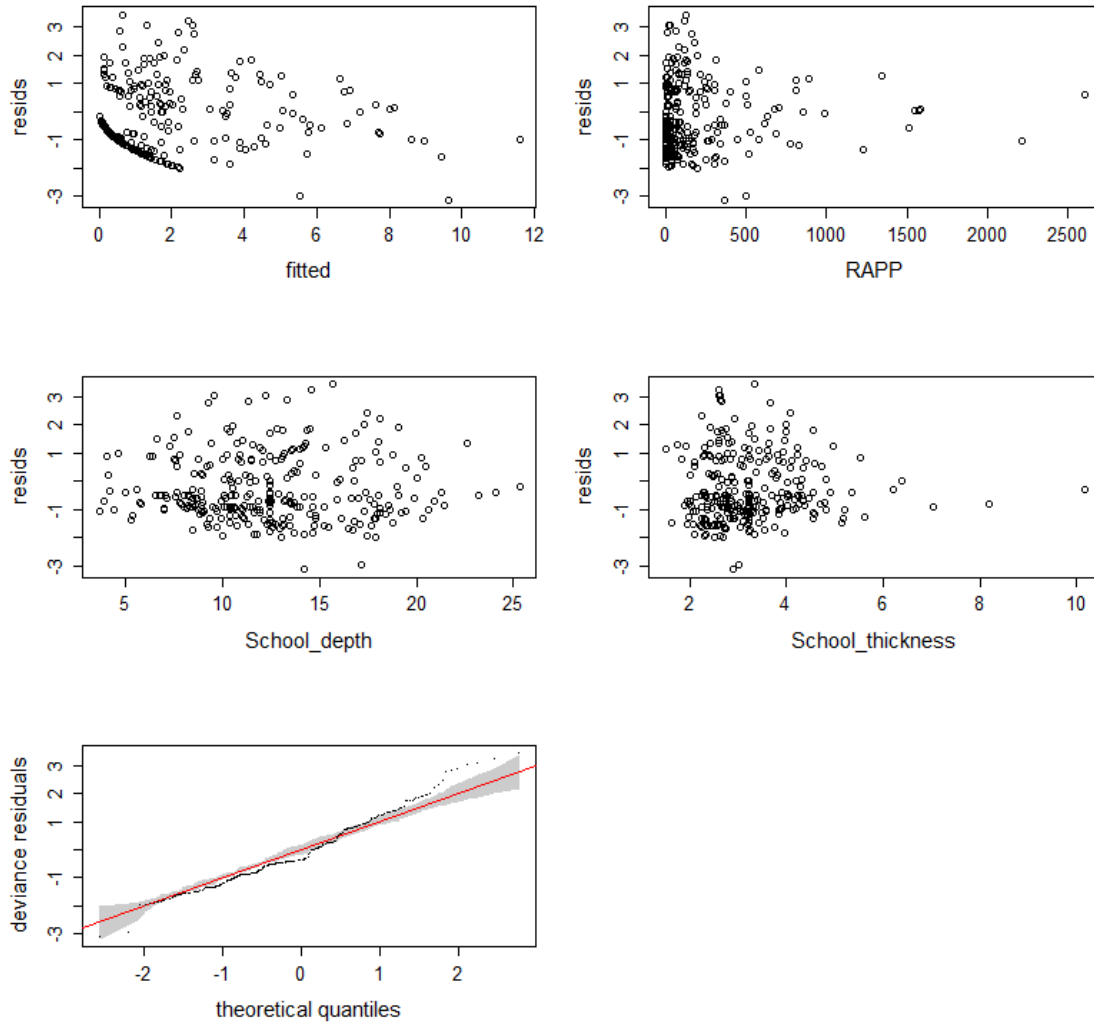 3
1
-1
-3
resids
0 2 4 6 8 10 12
fitted
3
1
-1
-3
resids
0 500 1000 1500 2000 2500
RAPP
3
2
1
-1
-3
resids
5 10 15 20 25
School_depth
3
2
1
-1
-3
resids
2 4 6 8 10
School_thickness
3
2
1
-1
-3
deviance residuals
-2 -1 0 1 2
theoretical quantiles